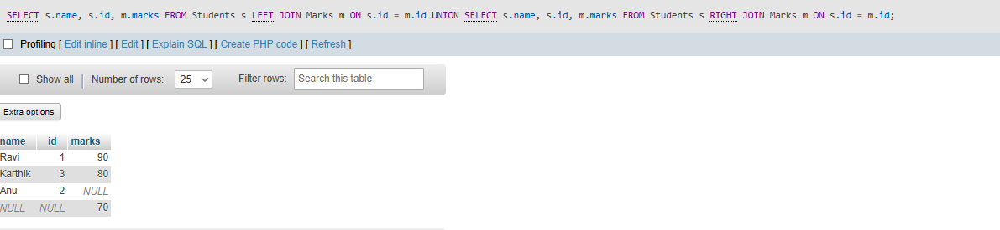 SELECT s.name, s.id, m.marks FROM Students s LEFT JOIN Marks m ON s.id = m.id UNION SELECT s.name, s.id, m.marks FROM Students s RIGHT JOIN Marks m ON s.id = m.id;
Profiling [ Edit inline ] [ Edit ] [ Explain SQL ] [ Create PHP code ] [ Refresh ]
Show all | Number of rows: 25 Filter rows: Search this table
Extra options
name id marks
Ravi 1 90
Karthik 3 80
Anu 2 NULL
NULL NULL 70